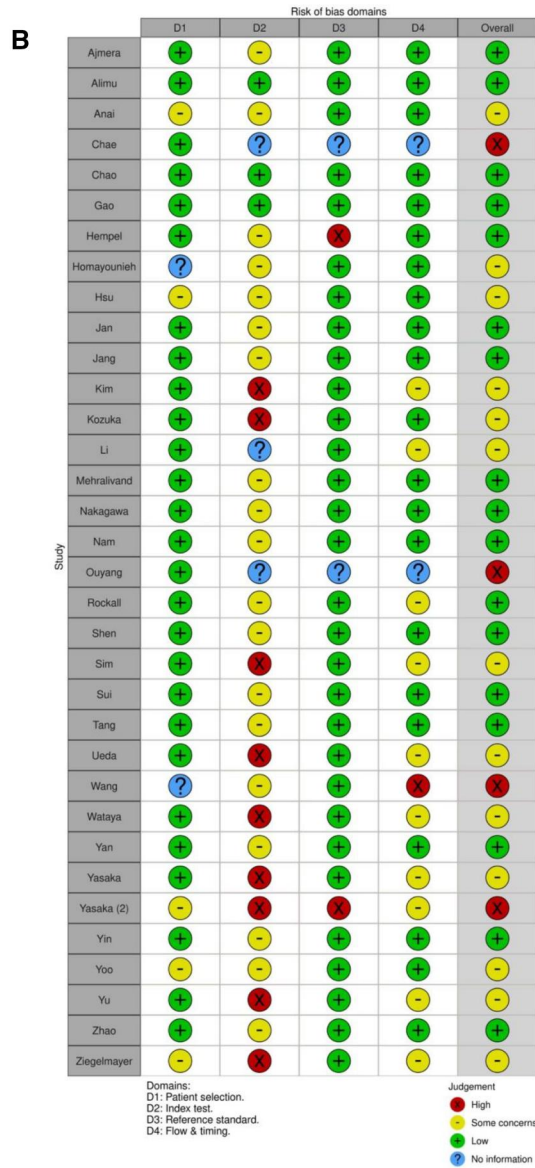 B
Risk of bias domains
D1 D2 D3 D4 Overall
Ajmera + - + + +
Alimu + + + + +
Anai - - + + -
Chae + ? ? ? X
Chao + + + + +
Gao + + + + +
Hempel + - X + +
Homayounieh ? - + + -
Hsu - - + + -
Jan + - + + +
Jang + - + + +
Kim + X + - -
Kozuka + X + + -
Li + ? + - -
Mehralivand + - + + +
Nakagawa + - + + +
Nam + - + + +
Study
Ouyang + ? ? ? X
Rockall + - + - +
Shen + - + + +
Sim + X + - -
Sui + - + + +
Tang + - + + +
Ueda + X + - -
Wang ? - + X X
Wataya + X + - -
Yan + - + + +
Yasaka + X + - -
Yasaka (2) - X X - X
Yin + - + + +
Yoo - - + + -
Yu + X + - -
Zhao + - + + +
Ziegelmayer - X + - -
Domains:
D1: Patient selection.
D2: Index test.
D3: Reference standard.
D4: Flow & timing.
Judgement
X High
- Some concerns
+ Low
? No information